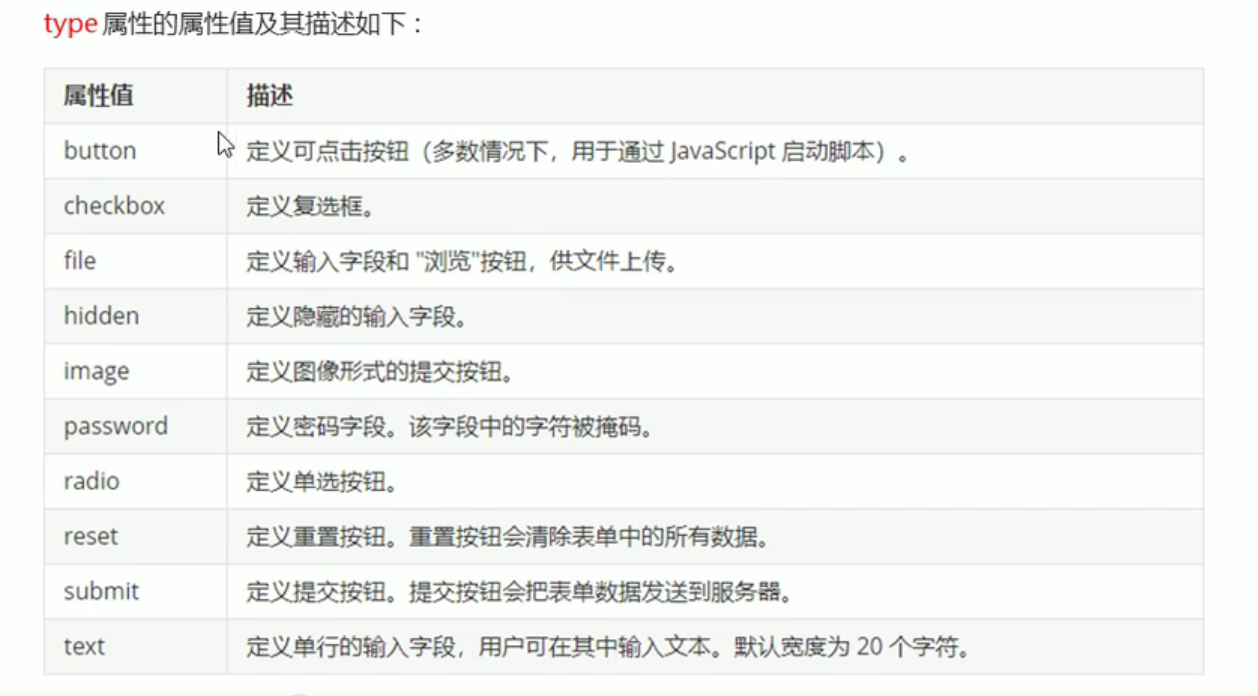 type 属性的属性值及其描述如下：
属性值 描述
button 定义可点击按钮（多数情况下，用于通过 JavaScript 启动脚本）。
checkbox 定义复选框。
file 定义输入字段和 "浏览"按钮，供文件上传。
hidden 定义隐藏的输入字段。
image 定义图像形式的提交按钮。
password 定义密码字段。该字段中的字符被掩码。
radio 定义单选按钮。
reset 定义重置按钮。重置按钮会清除表单中的所有数据。
submit 定义提交按钮。提交按钮会把表单数据发送到服务器。
text 定义单行的输入字段，用户可在其中输入文本。默认宽度为 20 个字符。